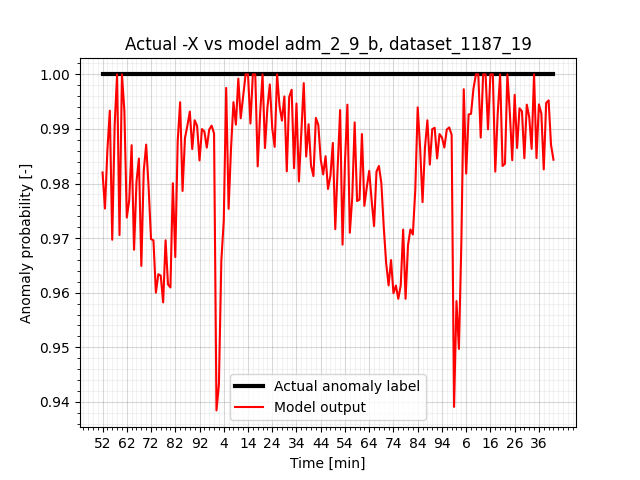 Actual -X vs model adm_2_9_b, dataset_1187_19
1.00
0.99
0.98
0.97
0.96
0.95
0.94
Anomaly probability [-]
Actual anomaly label
Model output
52 62 72 82 92 4 14 24 34 44 54 64 74 84 94 6 16 26 36
Time [min]